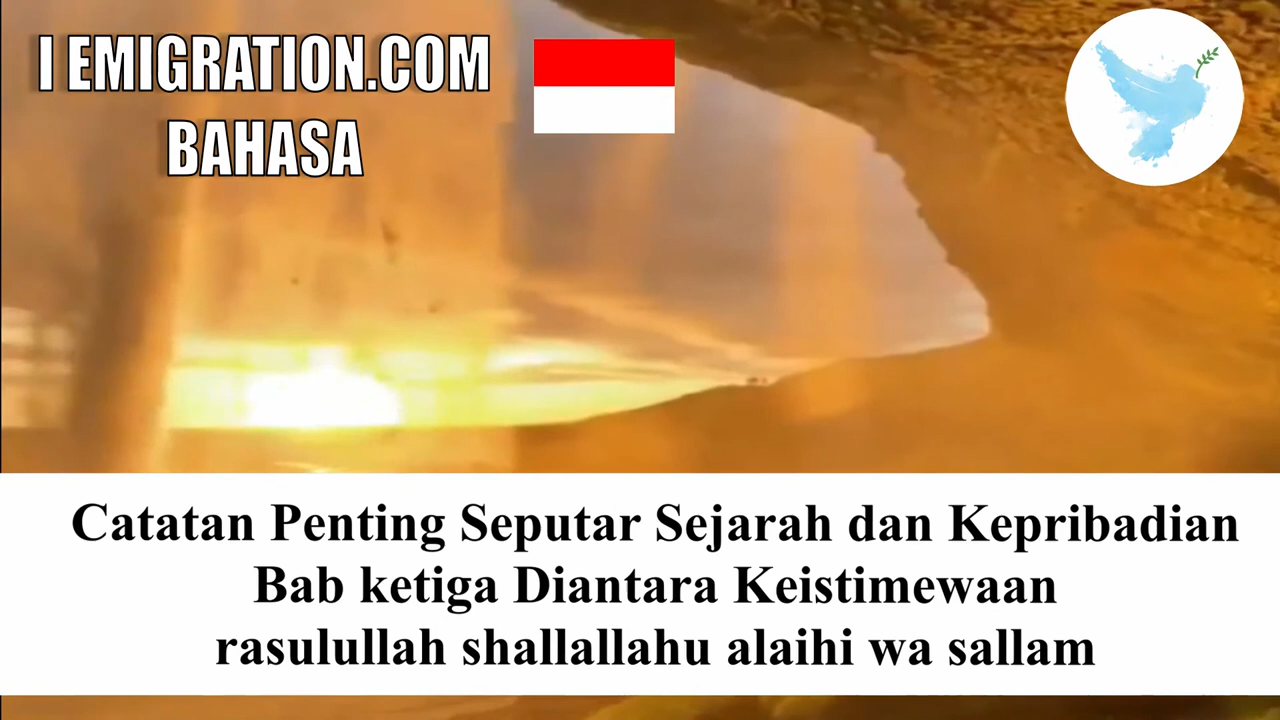 I EMIGRATION.COM
BAHASA
Catatan Penting Seputar Sejarah dan Kepribadian
Bab ketiga Diantara Keistimewaan
rasulullah shallallahu alaihi wa sallam